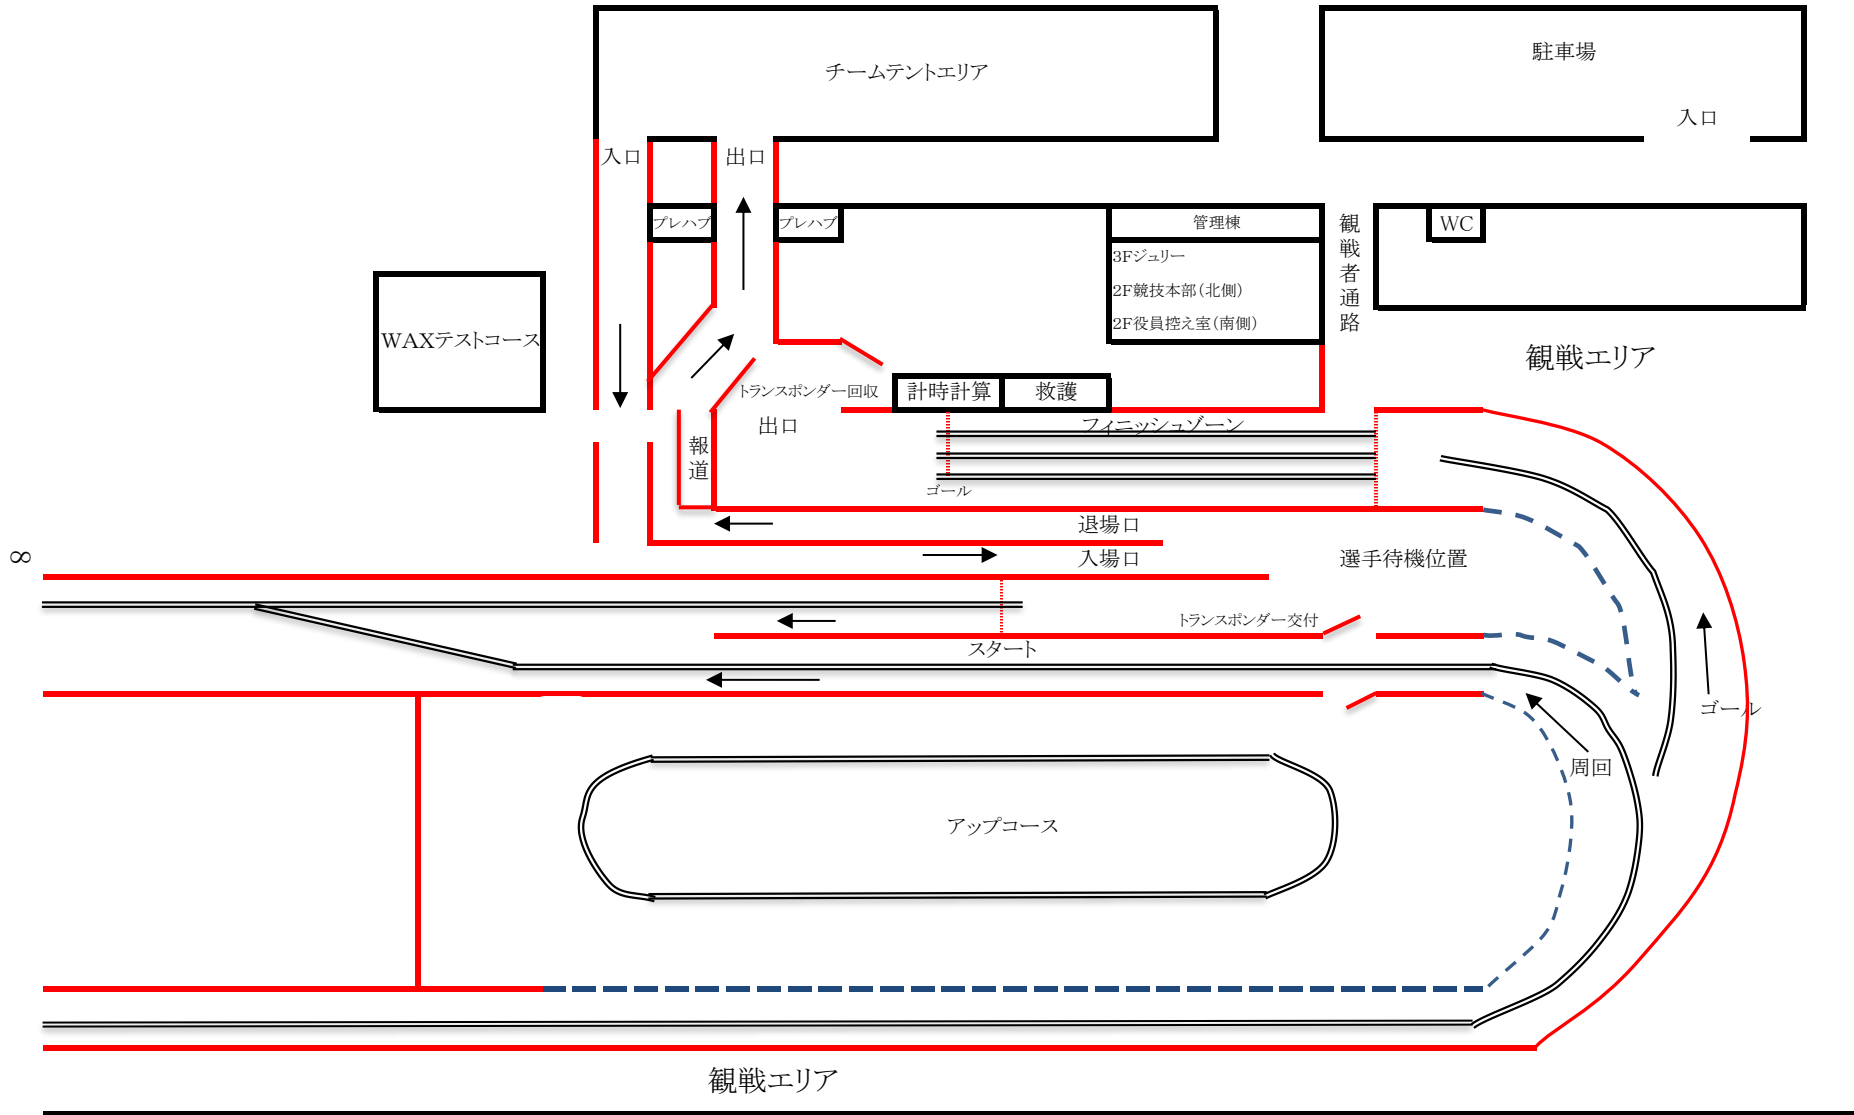 チームテントエリア
駐車場
入口
入口
出口
プレハブ
プレハブ
管理棟
観戦者通路
WC
3Fジュリー
2F競技本部（北側）
2F役員控え室（南側）
WAXテストコース
観戦エリア
トランスポンダー回収
計時計算
救護
出口
フィニッシュゾーン
報道
ゴール
退場口
入場口
選手待機位置
8
トランスポンダー交付
スタート
ゴール
周回
アップコース
観戦エリア